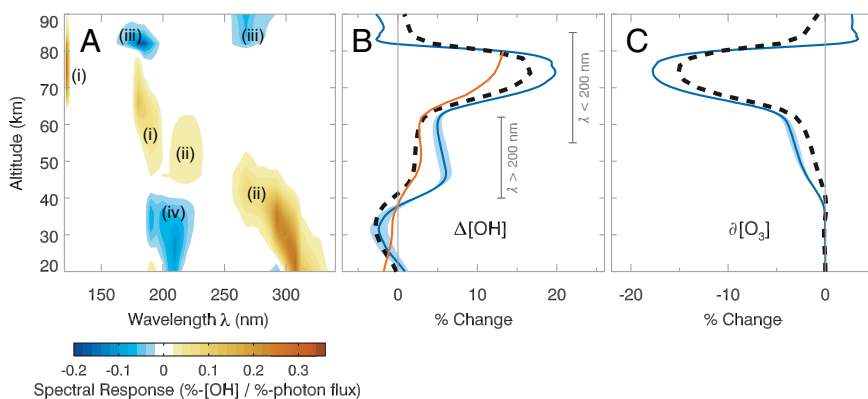 A
B
C
90
80
70
60
50
40
30
20
Altitude (km)
(iii)
(iii)
(i)
(i)
(ii)
(ii)
(iv)
λ < 200 nm
λ > 200 nm
Δ[OH]
∂[O₃]
150
200
250
300
0
10
20
-20
-10
0
Wavelength λ (nm)
% Change
% Change
-0.2
-0.1
0
0.1
0.2
0.3
Spectral Response (%-[OH] / %-photon flux)